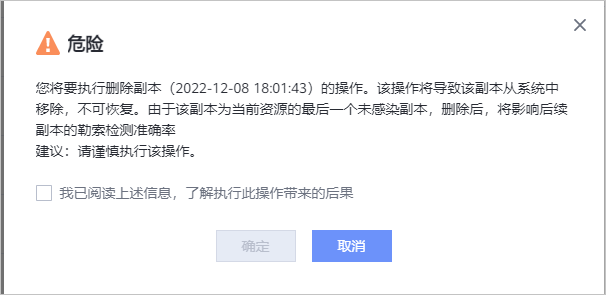 危险
您将要执行删除副本（2022-12-08 18:01:43）的操作。该操作将导致该副本从系统中
移除，不可恢复。由于该副本为当前资源的最后一个未感染副本，删除后，将影响后续
副本的勒索检测准确率
建议：请谨慎执行该操作。
我已阅读上述信息，了解执行此操作带来的后果
确定
取消